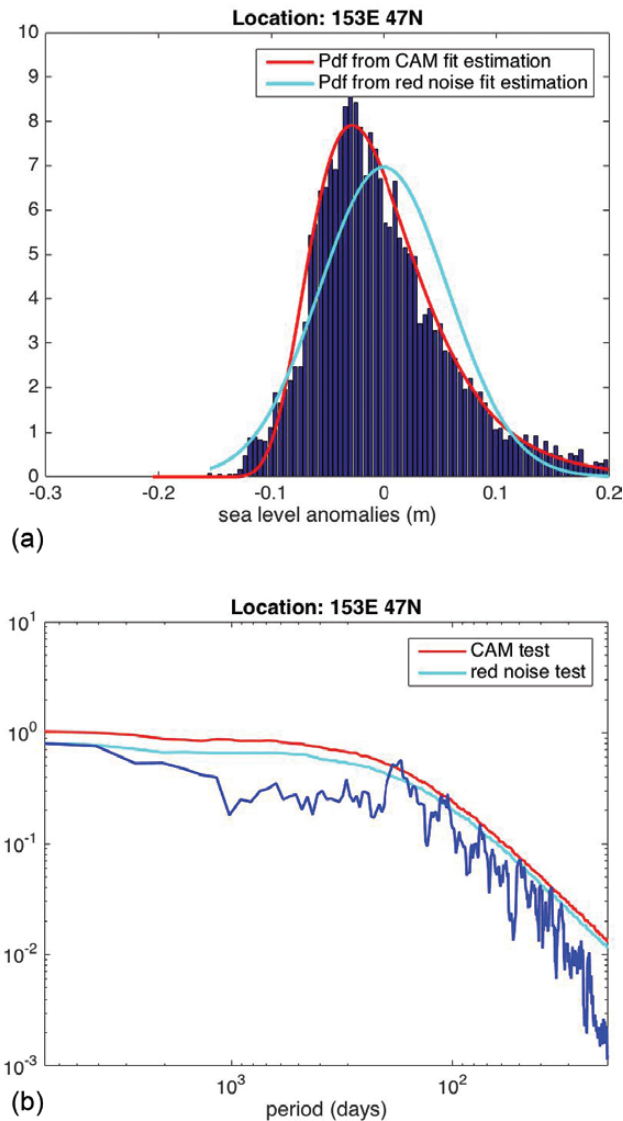 Location: 153E 47N
Pdf from CAM fit estimation
Pdf from red noise fit estimation
10
9
8
7
6
5
4
3
2
1
0
-0.3 -0.2 -0.1 0 0.1 0.2
sea level anomalies (m)
(a)
Location: 153E 47N
CAM test
red noise test
10¹
10⁰
10⁻¹
10⁻²
10⁻³
10³ 10²
period (days)
(b)